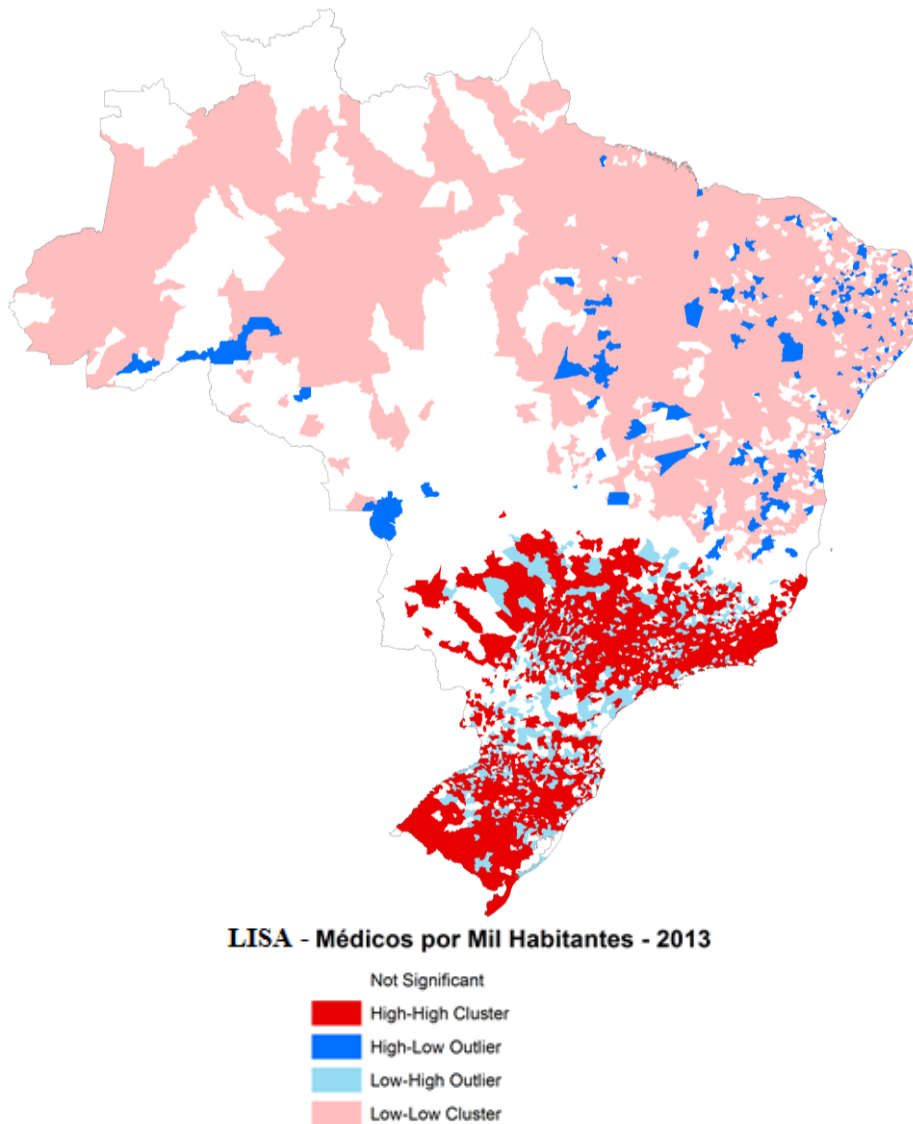 LISA - Médicos por Mil Habitantes - 2013
Not Significant
High-High Cluster
High-Low Outlier
Low-High Outlier
Low-Low Cluster